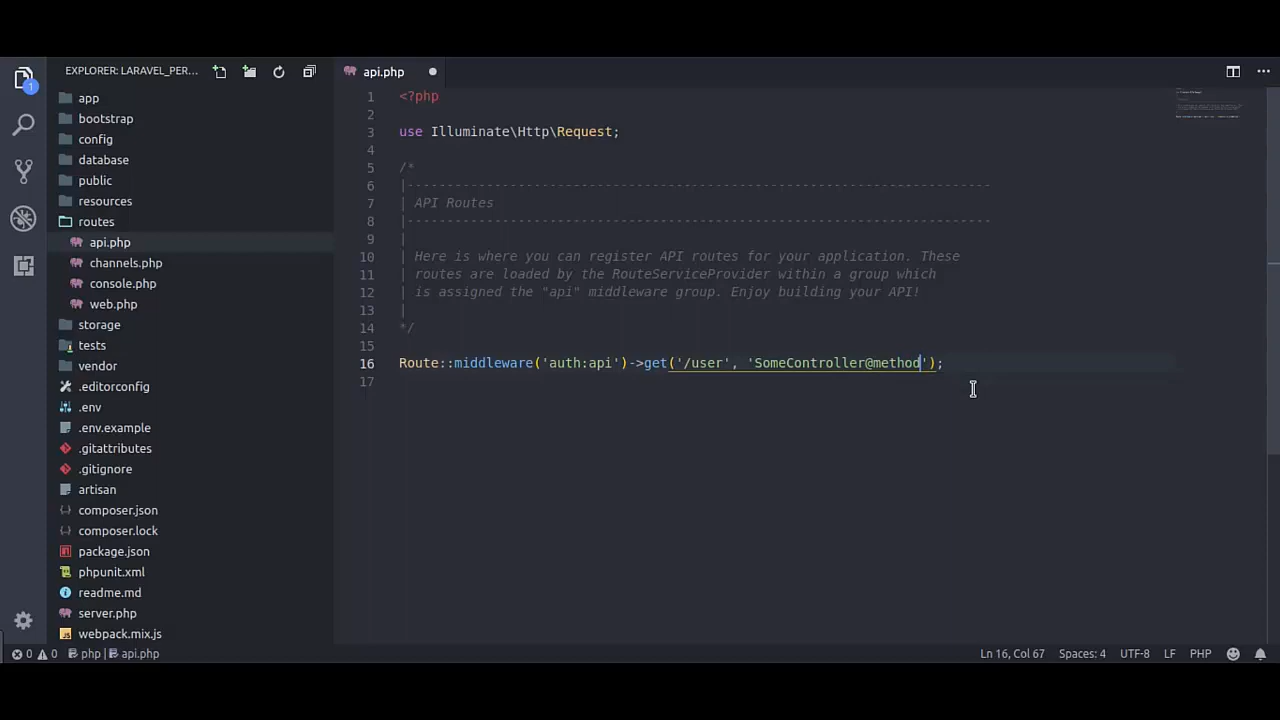 EXPLORER: LARAVEL_PER...
api.php
1
app
bootstrap
config
database
public
resources
routes
api.php
channels.php
console.php
web.php
storage
tests
vendor
.editorconfig
.env
.env.example
.gitattributes
.gitignore
artisan
composer.json
composer.lock
package.json
phpunit.xml
readme.md
server.php
webpack.mix.js
1 <?php
2
3 use Illuminate\Http\Request;
4
5 /*
6 |--------------------------------------------------------------------------
7 | API Routes
8 |--------------------------------------------------------------------------
9 |
10 | Here is where you can register API routes for your application. These
11 | routes are loaded by the RouteServiceProvider within a group which
12 | is assigned the "api" middleware group. Enjoy building your API!
13 |
14 */
15
16 Route::middleware('auth:api')->get('/user', 'SomeController@method');
17
0 0 php api.php
Ln 16, Col 67 Spaces: 4 UTF-8 LF PHP